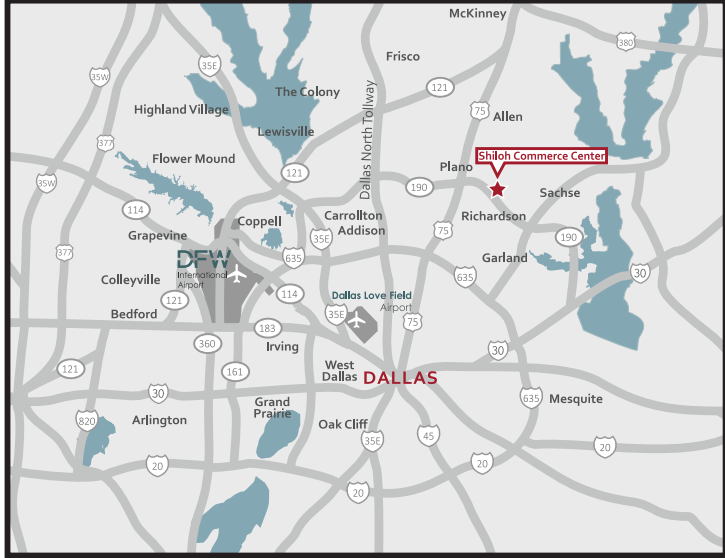 McKinney
380
35E
Frisco
35W
121
The Colony
75
Allen
Highland Village
Dallas North Tollway
Lewisville
377
Shiloh Commerce Center
Flower Mound
Plano
121
35W
190
Sachse
114
Carrollton
Richardson
Coppell
Addison
Grapevine
35E
75
190
377
DFW
International
Airport
635
Garland
635
30
Colleyville
121
114
Dallas Love Field
Airport
Bedford
35E
75
183
360
Irving
30
121
161
West
Dallas
DALLAS
30
635
Mesquite
Grand
Prairie
820
Arlington
Oak Cliff
35E
45
20
20
20
20